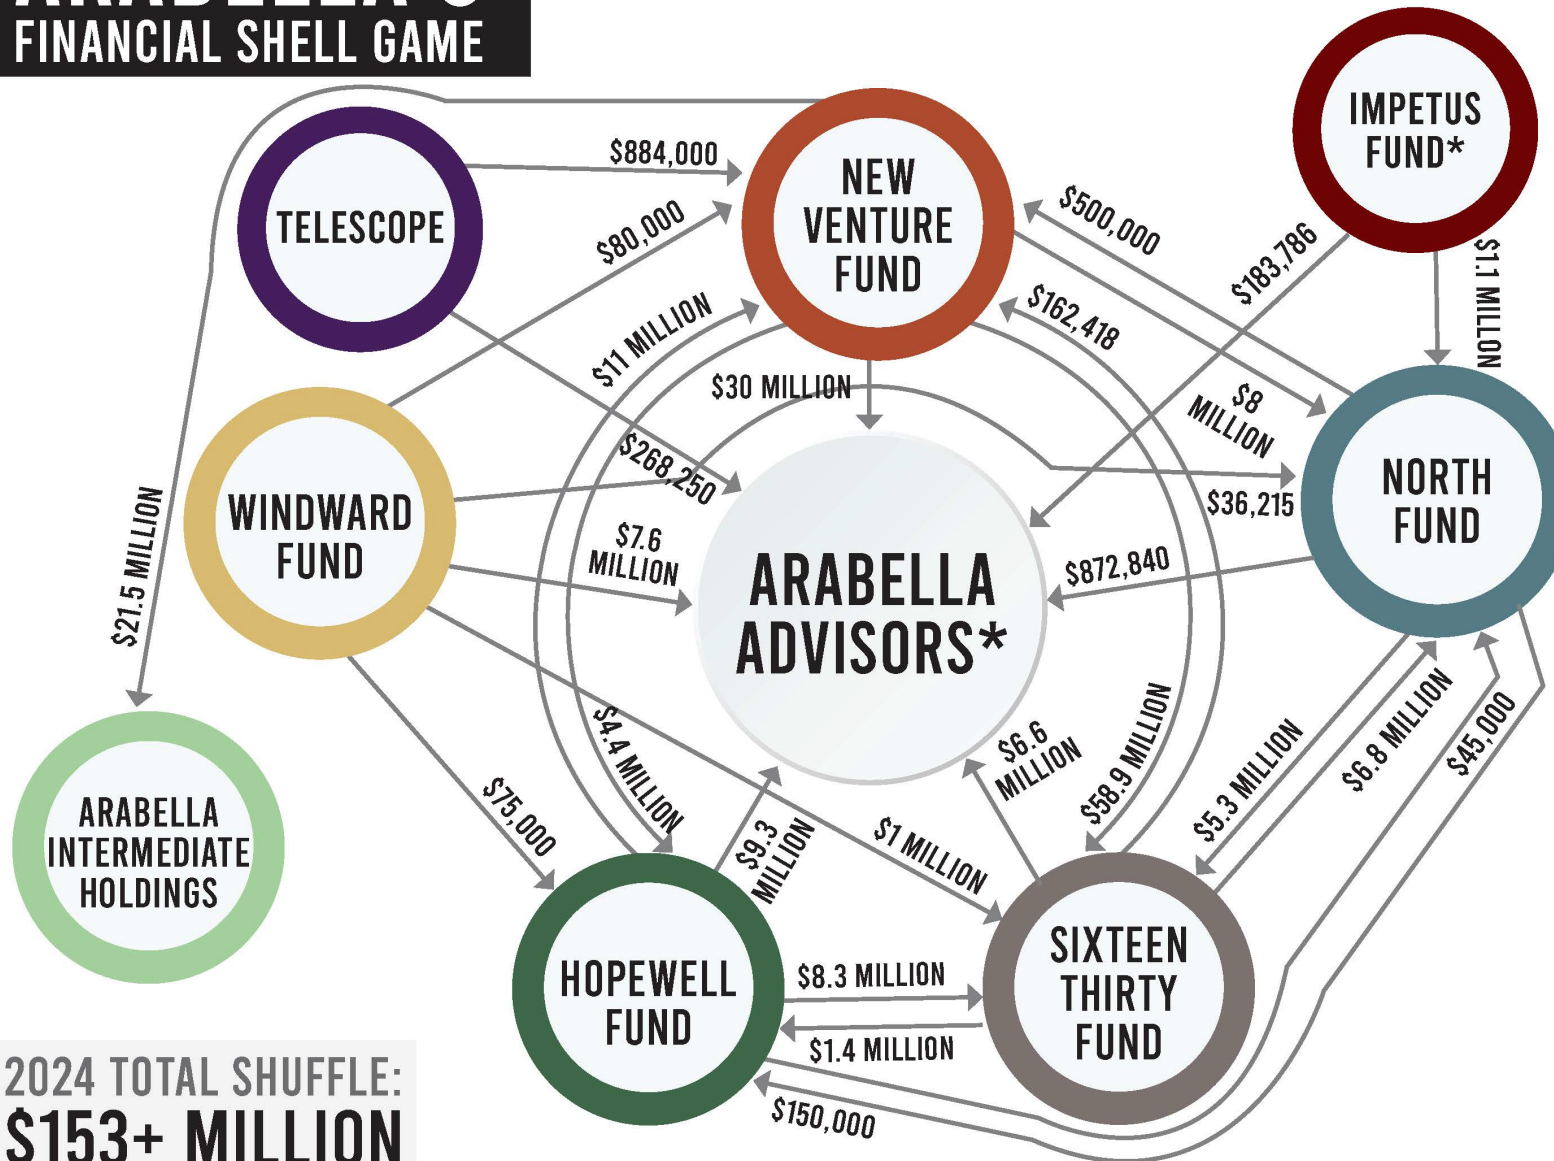 FINANCIAL SHELL GAME
IMPETUS
FUND*
$884,000
NEW
VENTURE
FUND
TELESCOPE
$80,000
$500,000
$183,786
$1.1 MILLON
$11 MILLION
$162,418
$30 MILLION
$8
MILLION
$268,250
NORTH
FUND
$36,215
WINDWARD
FUND
$21.5 MILLION
$7.6
MILLION
ARABELLA
ADVISORS*
$872,840
$4.4 MILLION
$6.6
MILLION
$58.9 MILLION
$5.3 MILLION
$6.8 MILLION
$45,000
ARABELLA
INTERMEDIATE
HOLDINGS
$75,000
$9.3
MILLION
$1 MILLION
HOPEWELL
FUND
$8.3 MILLION
$1.4 MILLION
SIXTEEN
THIRTY
FUND
$150,000
2024 TOTAL SHUFFLE:
$153+ MILLION